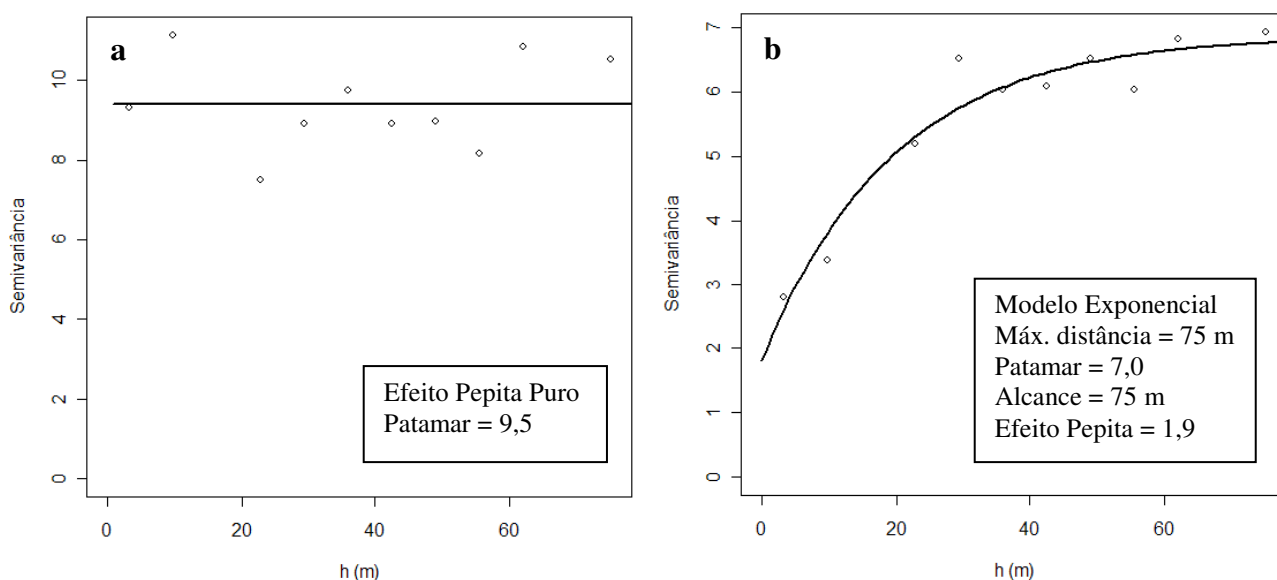 a
Semivariância
10
8
6
4
2
0
Efeito Pepita Puro
Patamar = 9,5
0 20 40 60
h (m)
b
Semivariância
7
6
5
4
3
2
1
0
Modelo Exponencial
Máx. distância = 75 m
Patamar = 7,0
Alcance = 75 m
Efeito Pepita = 1,9
0 20 40 60
h (m)